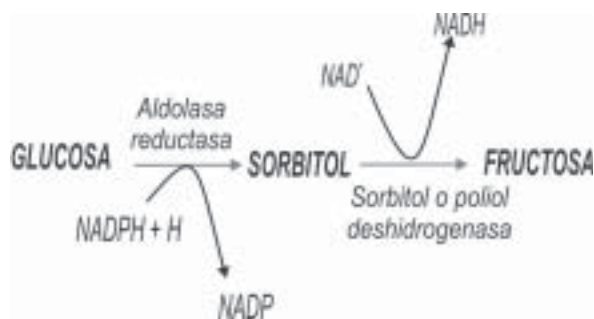 NADH
NAD⁺
Aldolasa
reductasa
GLUCOSA
SORBITOL
FRUCTOSA
NADPH + H
Sorbitol o poliol
deshidrogenasa
NADP